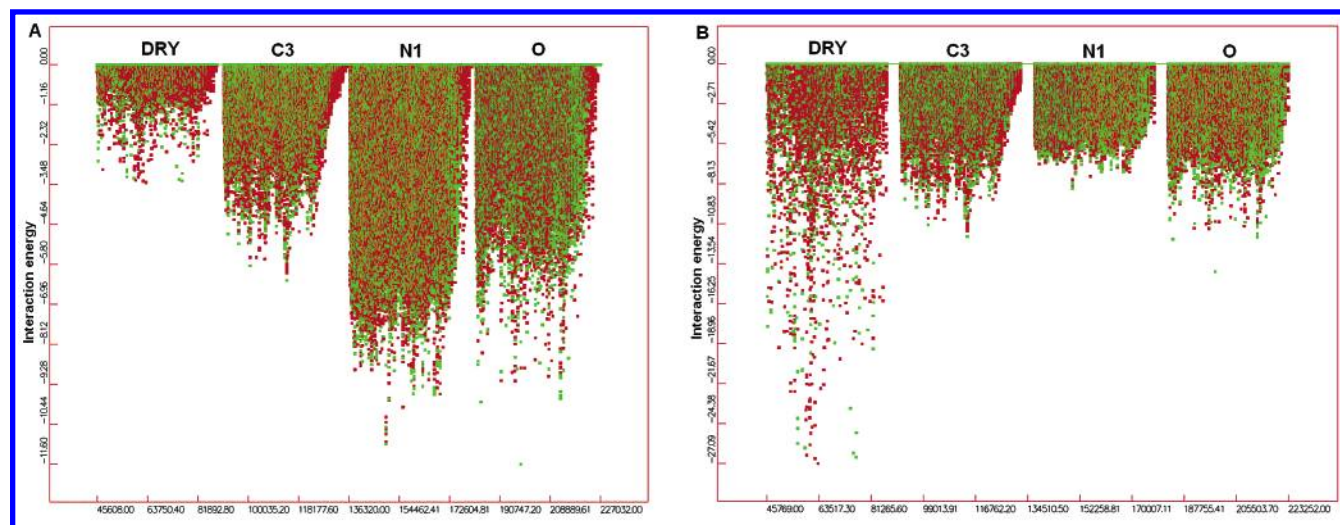 A
DRY C3 N1 O
Interaction energy
0.00
-1.16
-2.32
-3.48
-4.64
-5.80
-6.96
-8.12
-9.28
-10.44
-11.60
45608.00 63750.40 81892.80 100035.20 118177.60 136320.00 154462.41 172604.81 190747.20 208889.61 227032.00
B
DRY C3 N1 O
Interaction energy
0.00
-2.71
-5.42
-8.13
-10.83
-13.54
-16.25
-18.96
-21.67
-24.38
-27.09
45769.00 63517.30 81265.60 99013.91 116762.20 134510.50 152258.81 170007.11 187755.41 205503.70 223252.00